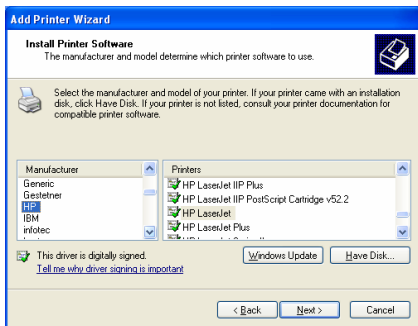 Add Printer Wizard
Install Printer Software
The manufacturer and model determine which printer software to use.
Select the manufacturer and model of your printer. If your printer came with an installation
disk, click Have Disk. If your printer is not listed, consult your printer documentation for
compatible printer software.
Manufacturer
Generic
Gestetner
HP
IBM
infotec
Printers
HP LaserJet IIP Plus
HP LaserJet IIP PostScript Cartridge v52.2
HP LaserJet
HP LaserJet Plus
This driver is digitally signed.
Tell me why driver signing is important
Windows Update
Have Disk...
< Back
Next >
Cancel